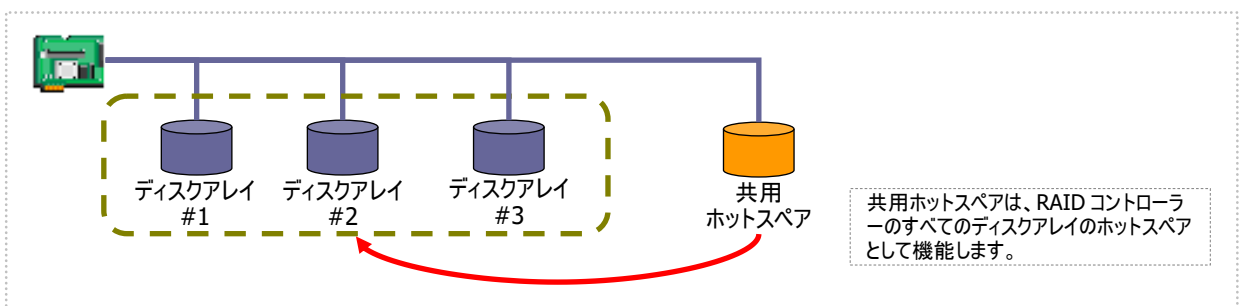 ディスクアレイ
#1
ディスクアレイ
#2
ディスクアレイ
#3
共用
ホットスペア
共用ホットスペアは、RAID コントローラ
ーのすべてのディスクアレイのホットスペア
として機能します。